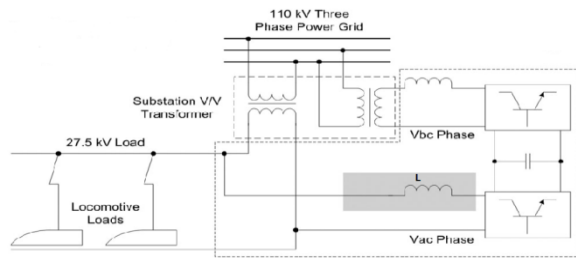 110 kV Three
Phase Power Grid
Substation V/V
Transformer
Vbc Phase
27.5 kV Load
L
Locomotive
Loads
Vac Phase